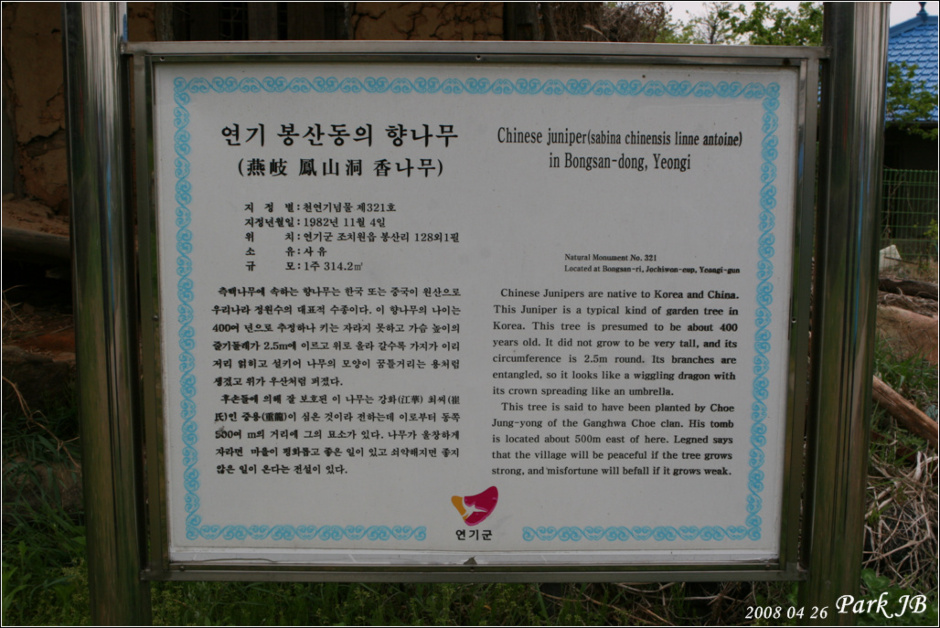 연기 봉산동의 향나무
(燕岐 鳳山洞 香나무)
지 정 별 : 천연기념물 제321호
지정년월일 : 1982년 11월 4일
위 치 : 연기군 조치원읍 봉산리 128외1필
소 유 : 사 유
규 모 : 1주 314.2㎡
측백나무에 속하는 향나무는 한국 또는 중국이 원산으로
우리나라 정원수의 대표적 수종이다. 이 향나무의 나이는
400여 년으로 추정하나 키는 자라지 못하고 가슴 높이의
줄기둘레가 2.5m에 이르고 위로 올라 갈수록 가지가 이리
저리 얽히고 설키어 나무의 모양이 꿈틀거리는 용처럼
생겼고 위가 우산처럼 퍼졌다.
후손들에 의해 잘 보호된 이 나무는 강화(江華) 최씨(崔
氏)인 중용(重龍)이 심은 것이라 전하는데 이로부터 동쪽
500여 m의 거리에 그의 묘소가 있다. 나무가 울창하게
자라면 마을이 평화롭고 좋은 일이 있고 쇠약해지면 좋지
않은 일이 온다는 전설이 있다.
Chinese juniper(sabina chinensis linne antoine)
in Bongsan-dong, Yeongi
Natural Monument No. 321
Located at Bongsan-ri, Jochiwon-eup, Yeongi-gun
Chinese Junipers are native to Korea and China.
This Juniper is a typical kind of garden tree in
Korea. This tree is presumed to be about 400
years old. It did not grow to be very tall, and its
circumference is 2.5m round. Its branches are
entangled, so it looks like a wiggling dragon with
its crown spreading like an umbrella.
This tree is said to have been planted by Choe
Jung-yong of the Ganghwa Choe clan. His tomb
is located about 500m east of here. Legned says
that the village will be peaceful if the tree grows
strong, and misfortune will befall if it grows weak.
연기군
2008 04 26 Park JB